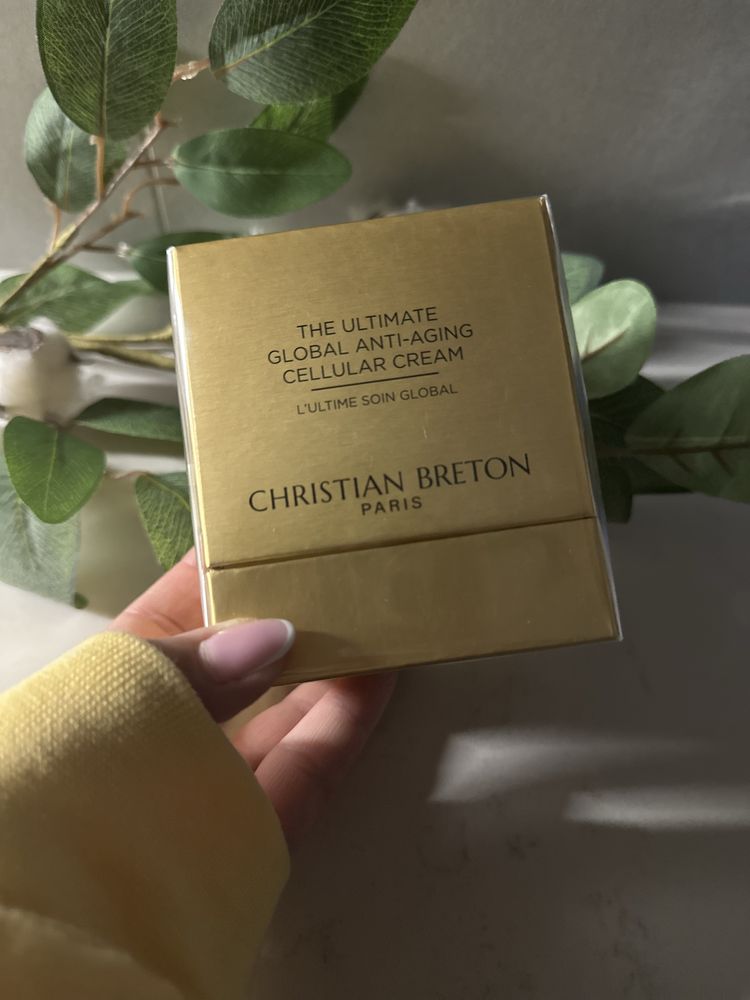 THE ULTIMATE
GLOBAL ANTI-AGING
CELLULAR CREAM
L'ULTIME SOIN GLOBAL
CHRISTIAN BRETON
PARIS